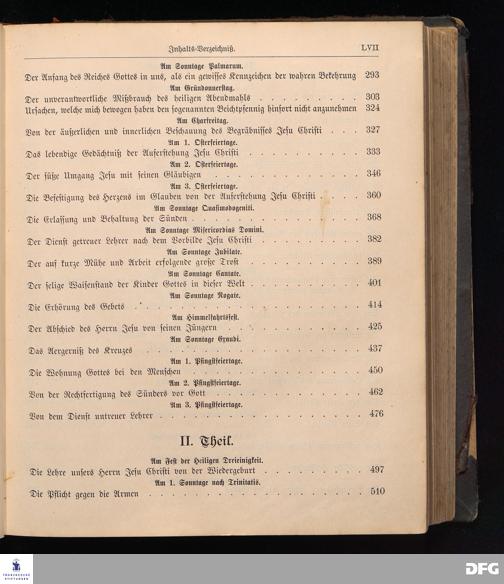 Inhalts-Verzeichniß. LVII
Am Sonntage Palmarum.
Der Anfang des Reiches Gottes in uns, als ein gewisses Kennzeichen der wahren Bekehrung 293
Am Gründonnerstag.
Der unverantwortliche Mißbrauch des heiligen Abendmahls 303
Ursachen, welche mich bewegen haben den sogenannten Beichtpfennig hinfort nicht anzunehmen 324
Am Charfreitag.
Von der äußerlichen und innerlichen Beschauung des Begräbnisses Jesu Christi 327
Am 1. Osterfeiertage.
Das lebendige Gedächtniß der Auferstehung Jesu Christi 333
Am 2. Osterfeiertage.
Der süße Umgang Jesu mit seinen Gläubigen 346
Am 3. Osterfeiertage.
Die Befestigung des Herzens im Glauben von der Auferstehung Jesu Christi 360
Am Sonntage Quasimodogeniti.
Die Erlassung und Behaltung der Sünden 368
Am Sonntage Misericordias Domini.
Der Dienst getreuer Lehrer nach dem Vorbilde Jesu Christi 382
Am Sonntage Jubilate.
Der auf kurze Mühe und Arbeit erfolgende große Trost 389
Am Sonntage Cantate.
Der selige Waisenstand der Kinder Gottes in dieser Welt 401
Am Sonntage Rogate.
Die Erhörung des Gebets 414
Am Himmelfahrtsfest.
Der Abschied des Herrn Jesu von seinen Jüngern 425
Am Sonntage Exaudi.
Das Aergerniß des Kreuzes 437
Am 1. Pfingstfeiertage.
Die Wohnung Gottes bei den Menschen 450
Am 2. Pfingstfeiertage.
Von der Rechtfertigung des Sünders vor Gott 462
Am 3. Pfingstfeiertage.
Von dem Dienst untreuer Lehrer 476
II. Theil.
Am Fest der Heiligen Dreieinigkeit.
Die Lehre unsers Herrn Jesu Christi von der Wiedergeburt 497
Am 1. Sonntage nach Trinitatis.
Die Pflicht gegen die Armen 510
FRANCKESCHE
STIFTUNGEN
DFG